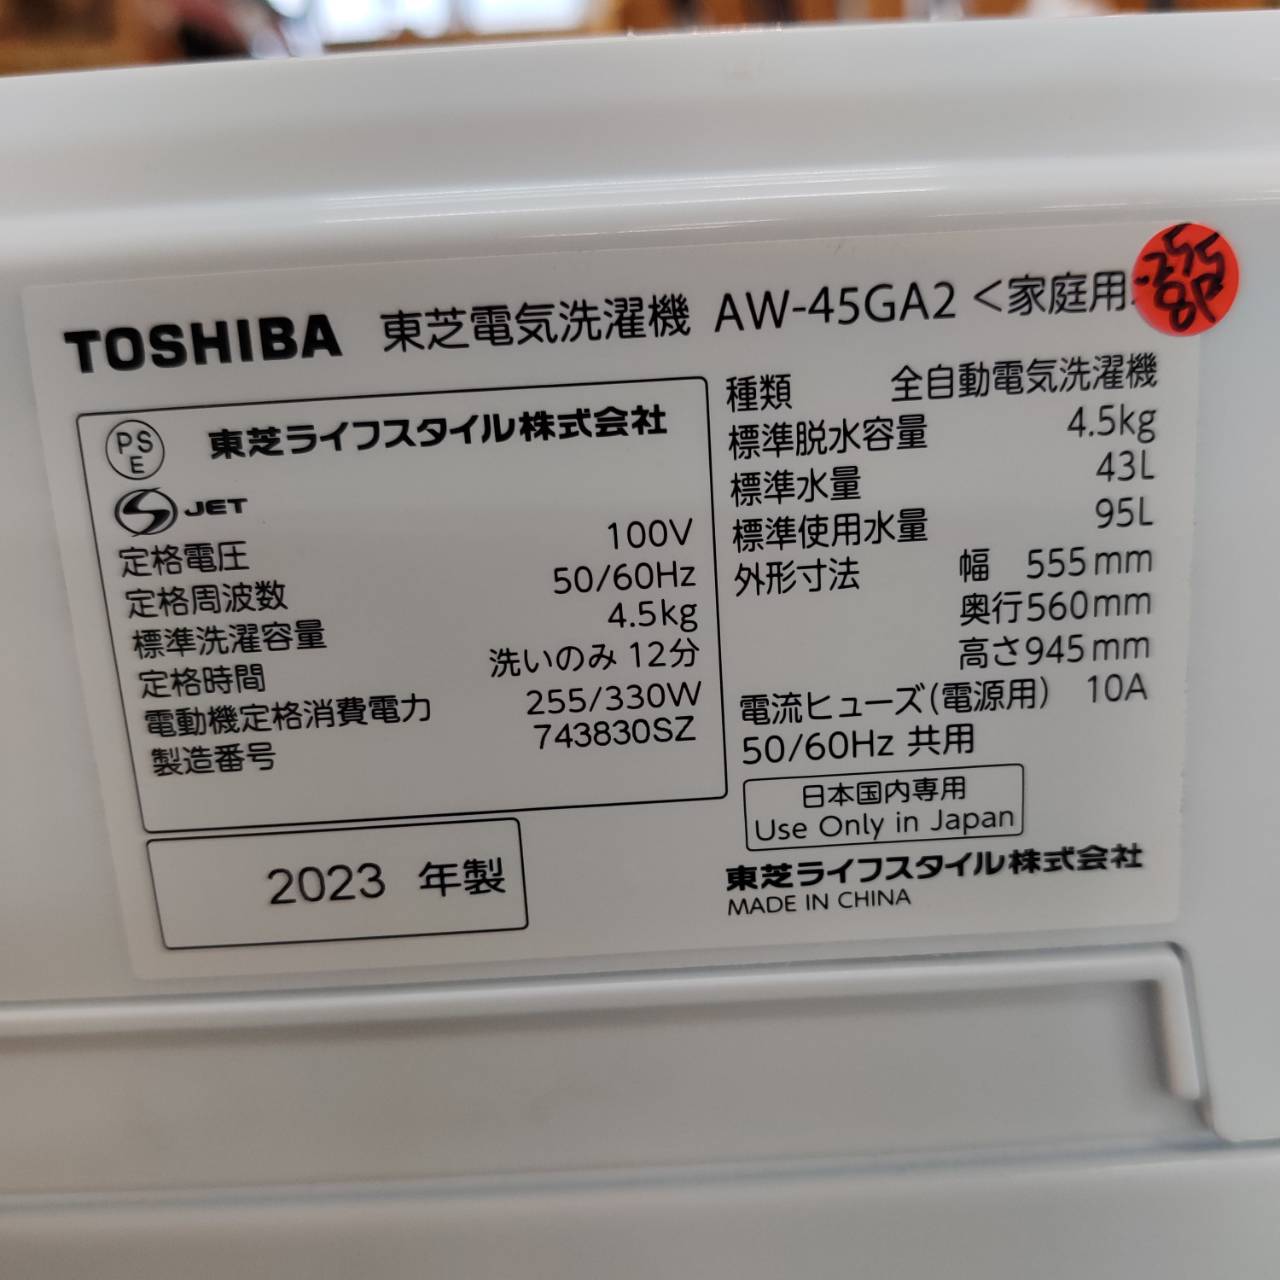 TOSHIBA 東芝電気洗濯機 AW-45GA2 <家庭用
PSE 東芝ライフスタイル株式会社
JET
定格電圧 100V
定格周波数 50/60Hz
標準洗濯容量 4.5kg
定格時間 洗いのみ 12分
電動機定格消費電力 255/330W
製造番号 743830SZ
2023 年製
種類 全自動電気洗濯機
標準脱水容量 4.5kg
標準水量 43L
標準使用水量 95L
外形寸法 幅 555mm
奥行560mm
高さ945mm
電流ヒューズ(電源用) 10A
50/60Hz 共用
日本国内専用
Use Only in Japan
東芝ライフスタイル株式会社
MADE IN CHINA